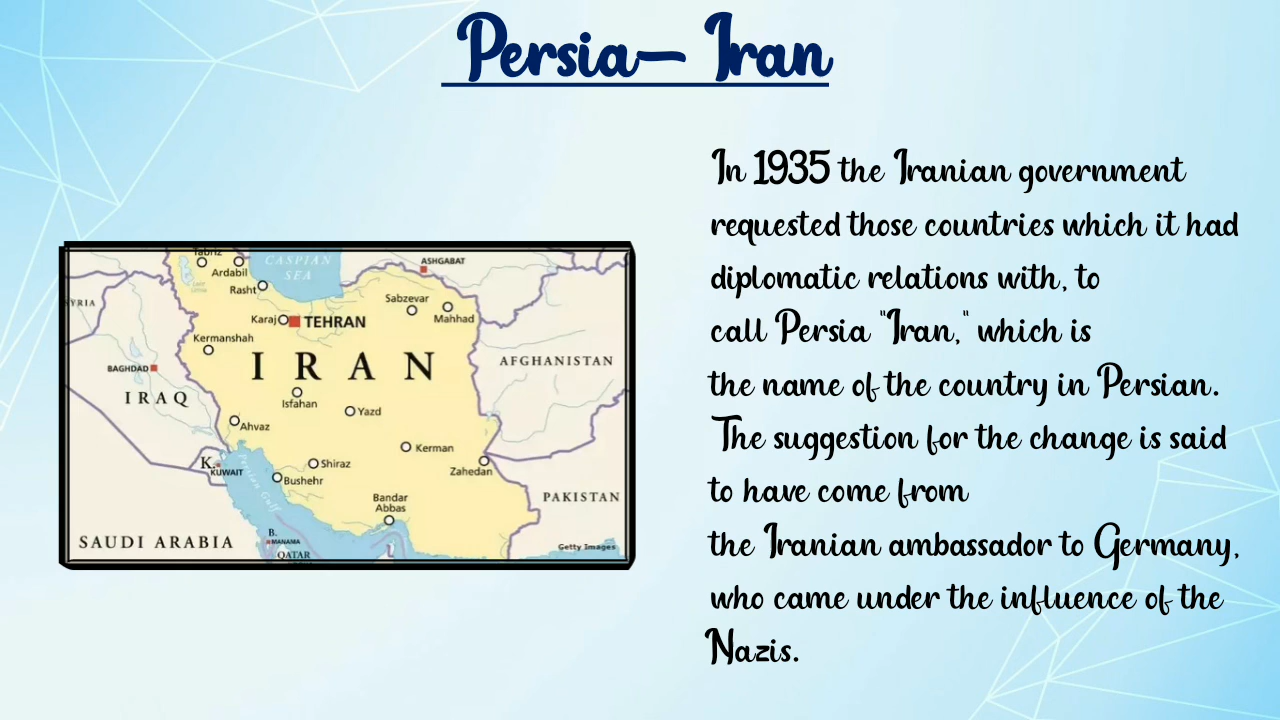 Persia– Iran
In 1935 the Iranian government
requested those countries which it had
diplomatic relations with, to
call Persia "Iran," which is
the name of the country in Persian.
The suggestion for the change is said
to have come from
the Iranian ambassador to Germany,
who came under the influence of the
Nazis.
Tabriz
Ardabil
Rasht
CASPIAN
SEA
ASHGABAT
SYRIA
Sabzevar
Mahhad
Karaj
TEHRAN
Kermanshah
IRAN
AFGHANISTAN
BAGHDAD
IRAQ
Isfahan
Yazd
Ahvaz
Kerman
K.
KUWAIT
Shiraz
Zahedan
Bushehr
Persian Gulf
Bandar
Abbas
PAKISTAN
B.
MANAMA
SAUDI ARABIA
QATAR
Getty Images